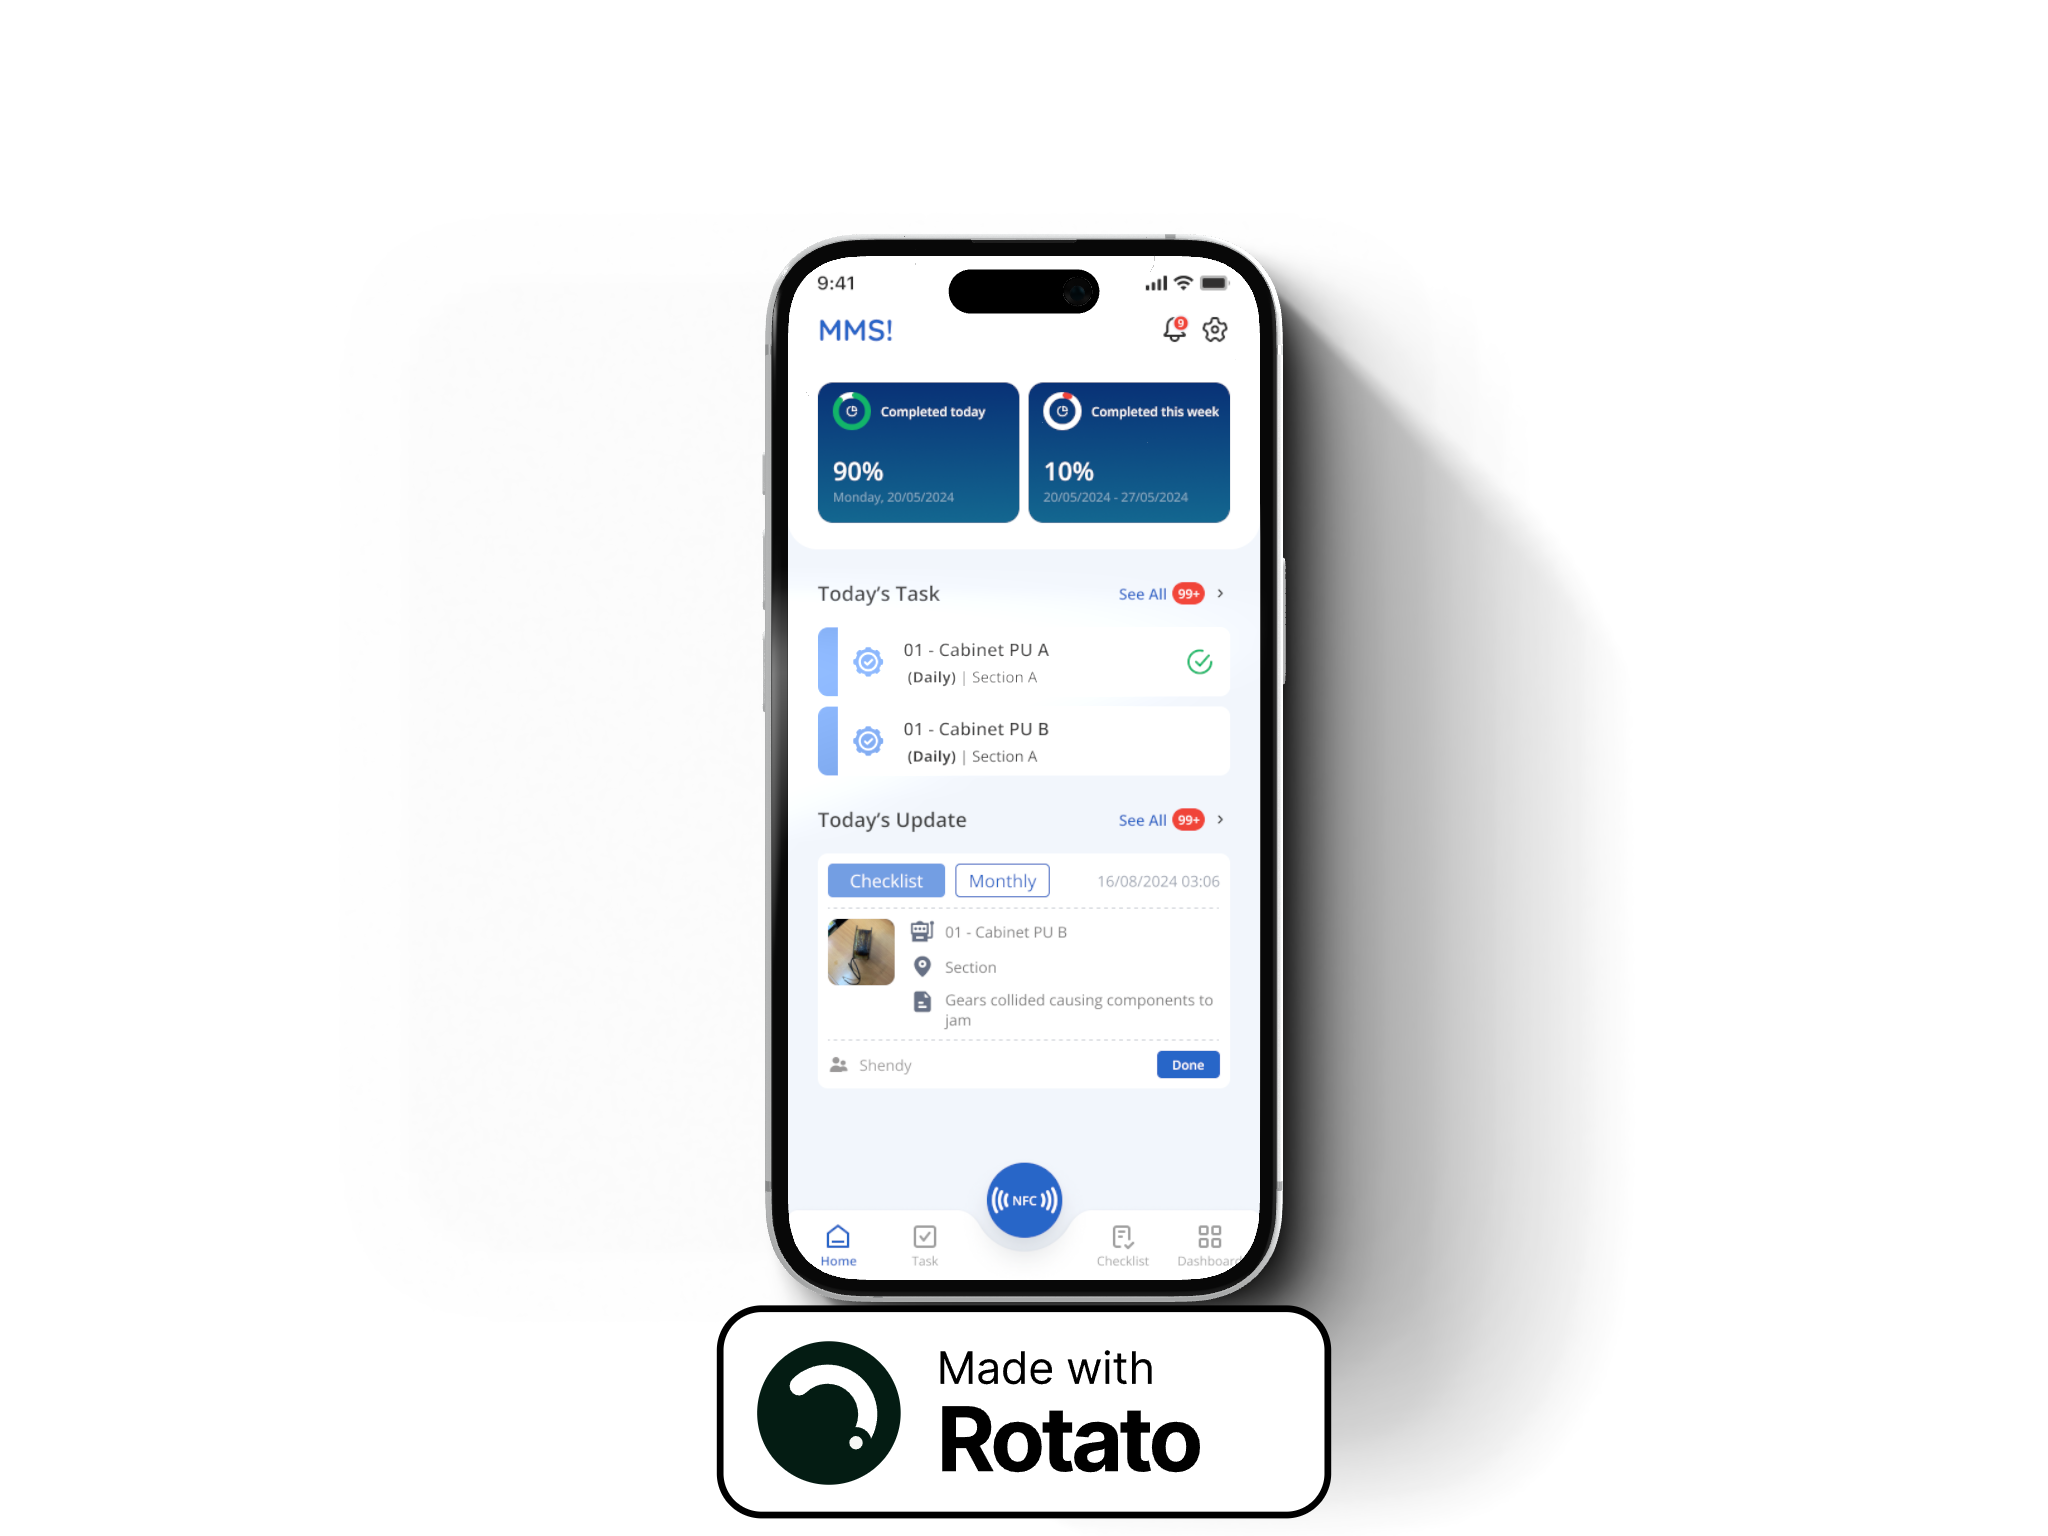 9:41
MMS!
9
Completed today
90%
Monday, 20/05/2024
Completed this week
10%
20/05/2024 - 27/05/2024
Today's Task
See All 99+
01 - Cabinet PU A
(Daily) | Section A
01 - Cabinet PU B
(Daily) | Section A
Today's Update
See All 99+
Checklist
Monthly
16/08/2024 03:06
01 - Cabinet PU B
Section
Gears collided causing components to
jam
Shendy
Done
NFC
Home
Task
Checklist
Dashboard
Made with
Rotato